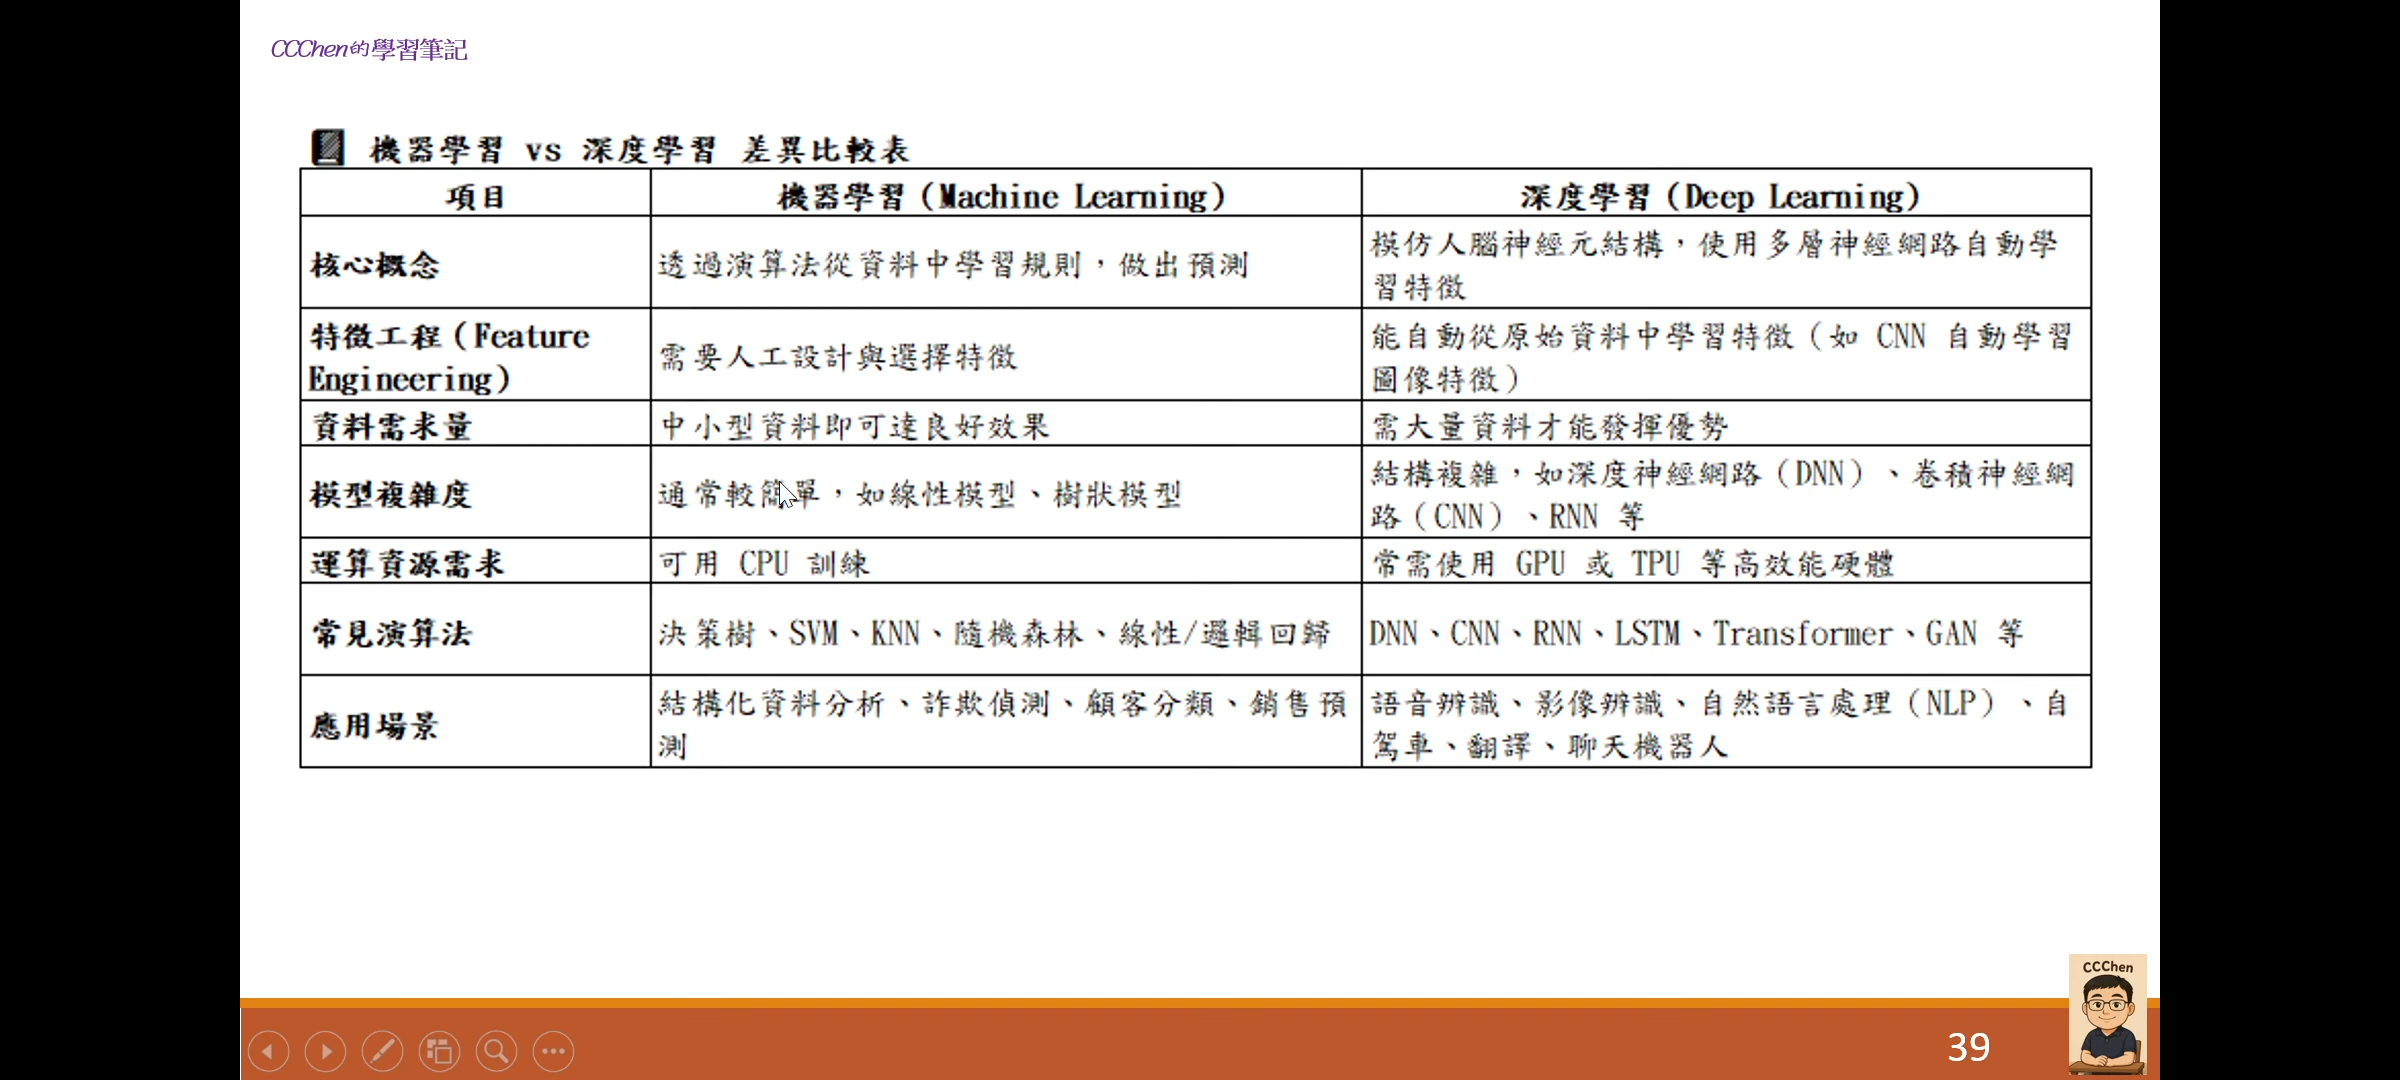 CCChen的學習筆記
機器學習 vs 深度學習 差異比較表
項目
機器學習（Machine Learning）
深度學習（Deep Learning）
核心概念
透過演算法從資料中學習規則，做出預測
模仿人腦神經元結構，使用多層神經網路自動學
習特徵
特徵工程（Feature
Engineering）
需要人工設計與選擇特徵
能自動從原始資料中學習特徵（如 CNN 自動學習
圖像特徵）
資料需求量
中小型資料即可達良好效果
需大量資料才能發揮優勢
模型複雜度
通常較簡單，如線性模型、樹狀模型
結構複雜，如深度神經網路（DNN）、卷積神經網
路（CNN）、RNN 等
運算資源需求
可用 CPU 訓練
常需使用 GPU 或 TPU 等高效能硬體
常見演算法
決策樹、SVM、KNN、隨機森林、線性/邏輯回歸
DNN、CNN、RNN、LSTM、Transformer、GAN 等
應用場景
結構化資料分析、詐欺偵測、顧客分類、銷售預
測
語音辨識、影像辨識、自然語言處理（NLP）、自
駕車、翻譯、聊天機器人
CCChen
39